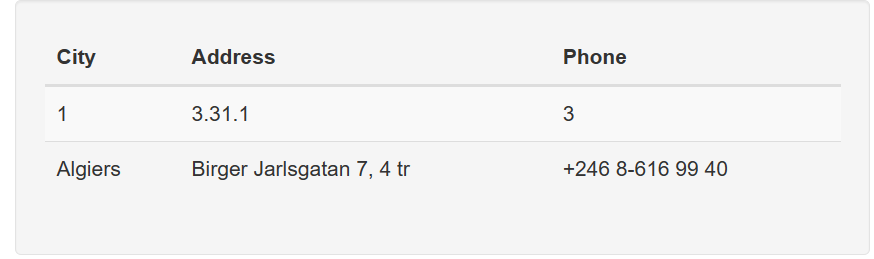 City Address Phone
1 3.31.1 3
Algiers Birger Jarlsgatan 7, 4 tr +246 8-616 99 40